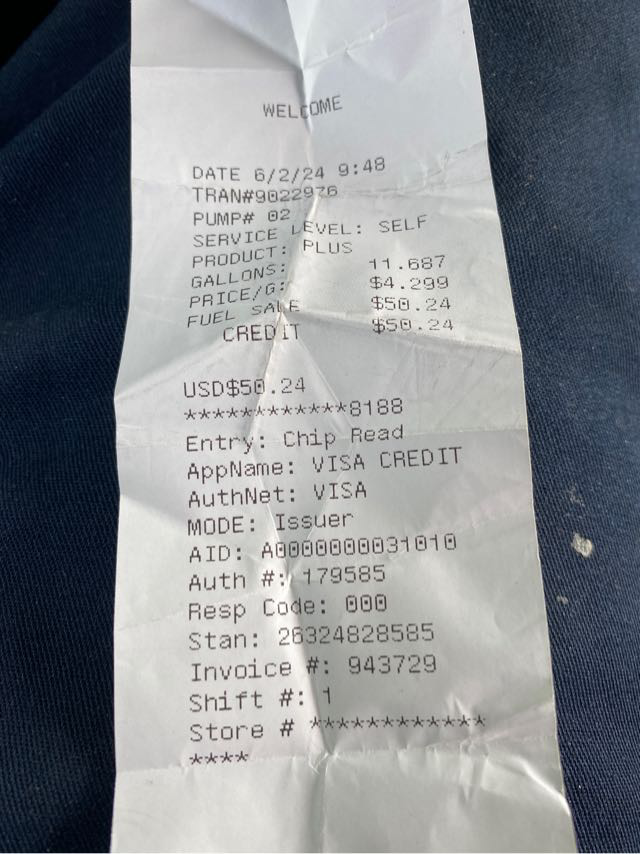 WELCOME
DATE 6/2/24 9:48
TRAN#9022976
PUMP# 02
SERVICE LEVEL: SELF
PRODUCT: PLUS
GALLONS: 11.687
PRICE/G: $4.299
FUEL SALE $50.24
CREDIT $50.24
USD$50.24
************8188
Entry: Chip Read
AppName: VISA CREDIT
AuthNet: VISA
MODE: Issuer
AID: A0000000031010
Auth #: 179585
Resp Code: 000
Stan: 26324828585
Invoice #: 943729
Shift #: 1
Store # ************
****